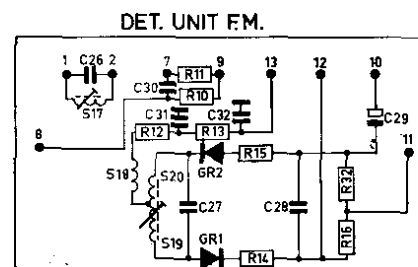 DET. UNIT F.M.
1 C26 2 7 R11 9 13 12 10
S17 C30 R10
C31 C32 C29
8 R12 R13 11
S18 S20 GR2 R15 R32
C27 C28
S19 GR1 R14 R16